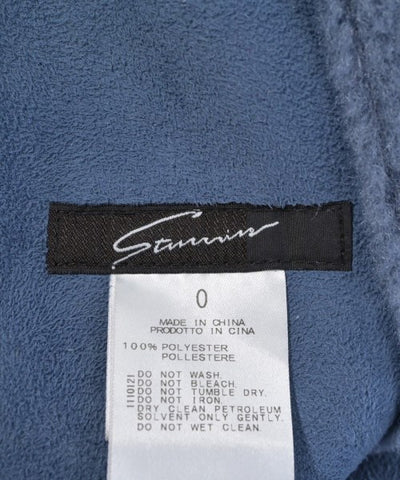 0
MADE IN CHINA
PRODOTTO IN CINA
100% POLYESTER
POLLESTERE
1110121
DO NOT WASH.
DO NOT BLEACH.
DO NOT TUMBLE DRY.
DO NOT IRON.
DRY CLEAN PETROLEUM
SOLVENT ONLY GENTLY.
DO NOT WET CLEAN.